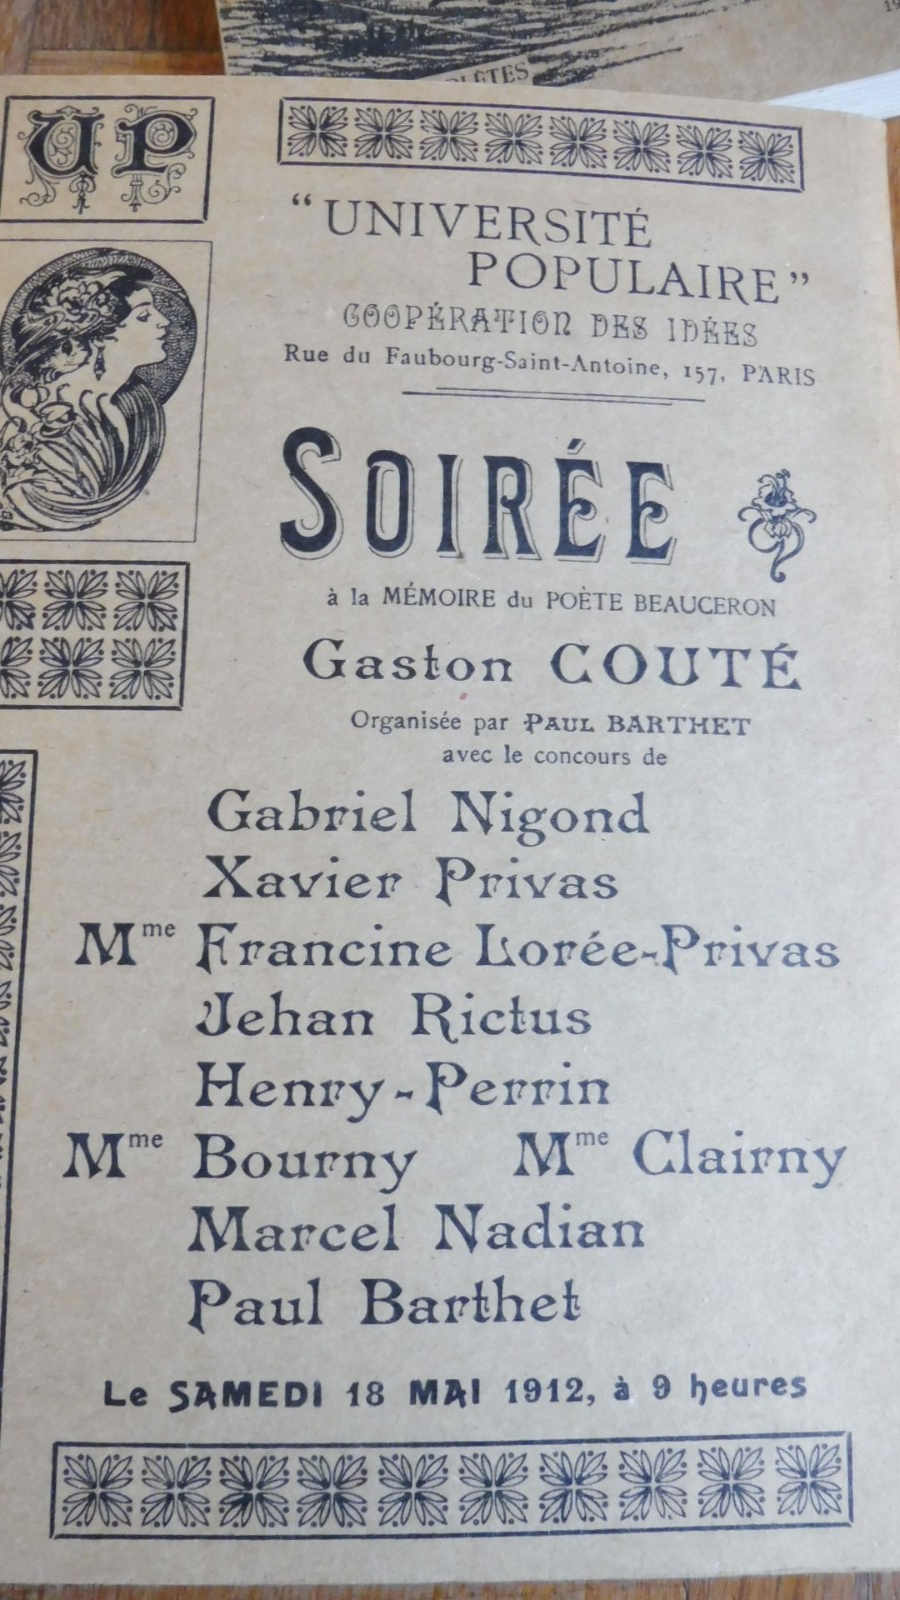 PLÈTES
19
UP
“UNIVERSITÉ
POPULAIRE”
COOPÉRATION DES IDÉES
Rue du Faubourg-Saint-Antoine, 157, PARIS
SOIRÉE
à la MÉMOIRE du POÈTE BEAUCERON
Gaston COUTÉ
Organisée par PAUL BARTHET
avec le concours de
Gabriel Nigond
Xavier Privas
Mme Francine Lorée-Privas
Jehan Rictus
Henry-Perrin
Mme Bourny Mme Clairny
Marcel Nadian
Paul Barthet
Le SAMEDI 18 MAI 1912, à 9 heures